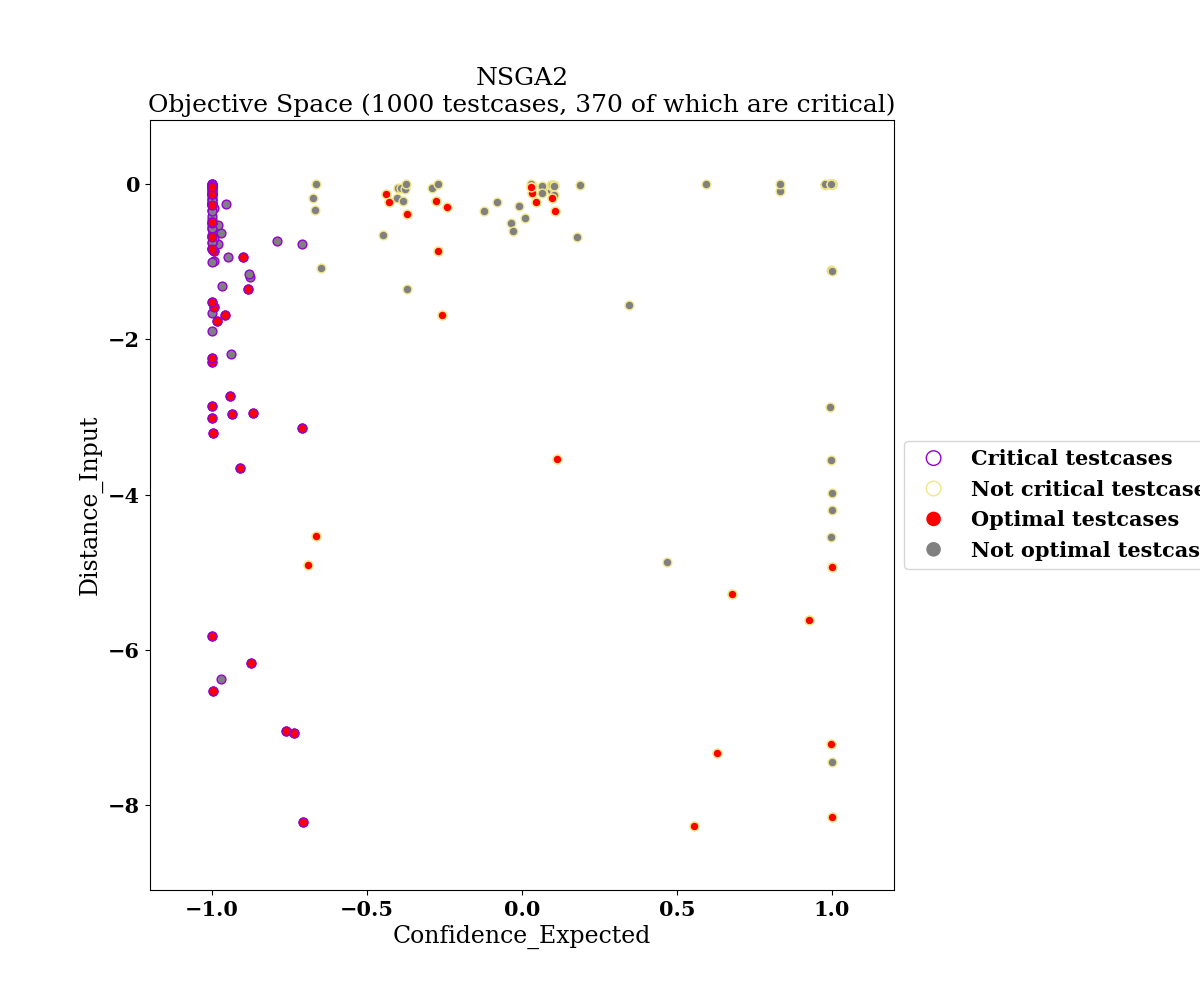 NSGA2
Objective Space (1000 testcases, 370 of which are critical)
0
−2
−4
−6
−8
Distance_Input
−1.0
−0.5
0.0
0.5
1.0
Confidence_Expected
Critical testcases
Not critical testcase
Optimal testcases
Not optimal testcas